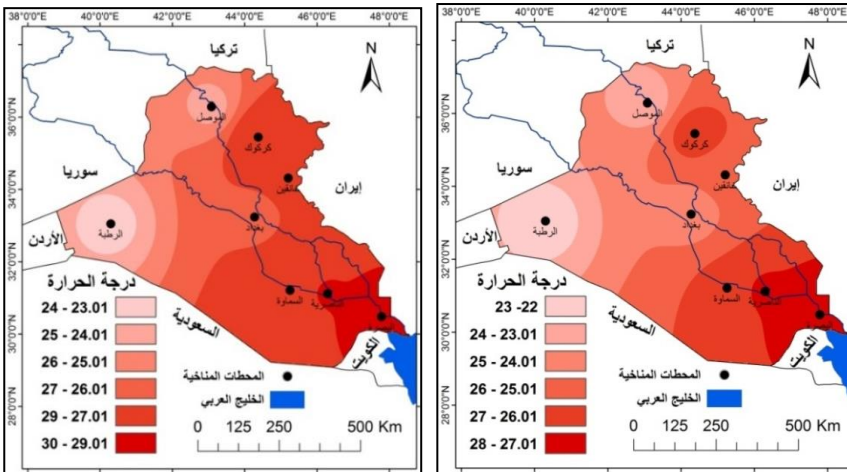 40°0'0"E 42°0'0"E 44°0'0"E 46°0'0"E 48°0'0"E
تركيا
N
الموصل
36°0'0"N
كركوك
سوريا
خانقين
إيران
34°0'0"N
بغداد
الرطبة
33°0'0"N
الأردن
32°0'0"N
السماوة
الناصرية
البصرة
السعودية
الكويت
30°0'0"N
28°0'0"N
درجة الحرارة
24 - 23.01
25 - 24.01
26 - 25.01
27 - 26.01
29 - 27.01
30 - 29.01
المحطات المناخية
الخليج العربي
0 125 250 500 Km
40°0'0"E 42°0'0"E 44°0'0"E 46°0'0"E 48°0'0"E
تركيا
N
الموصل
36°0'0"N
كركوك
سوريا
خانقين
إيران
34°0'0"N
بغداد
الرطبة
33°0'0"N
الأردن
32°0'0"N
السماوة
الناصرية
البصرة
السعودية
الكويت
30°0'0"N
28°0'0"N
درجة الحرارة
23 -22
24 - 23.01
25 - 24.01
26 - 25.01
27 - 26.01
28 - 27.01
المحطات المناخية
الخليج العربي
0 125 250 500 Km